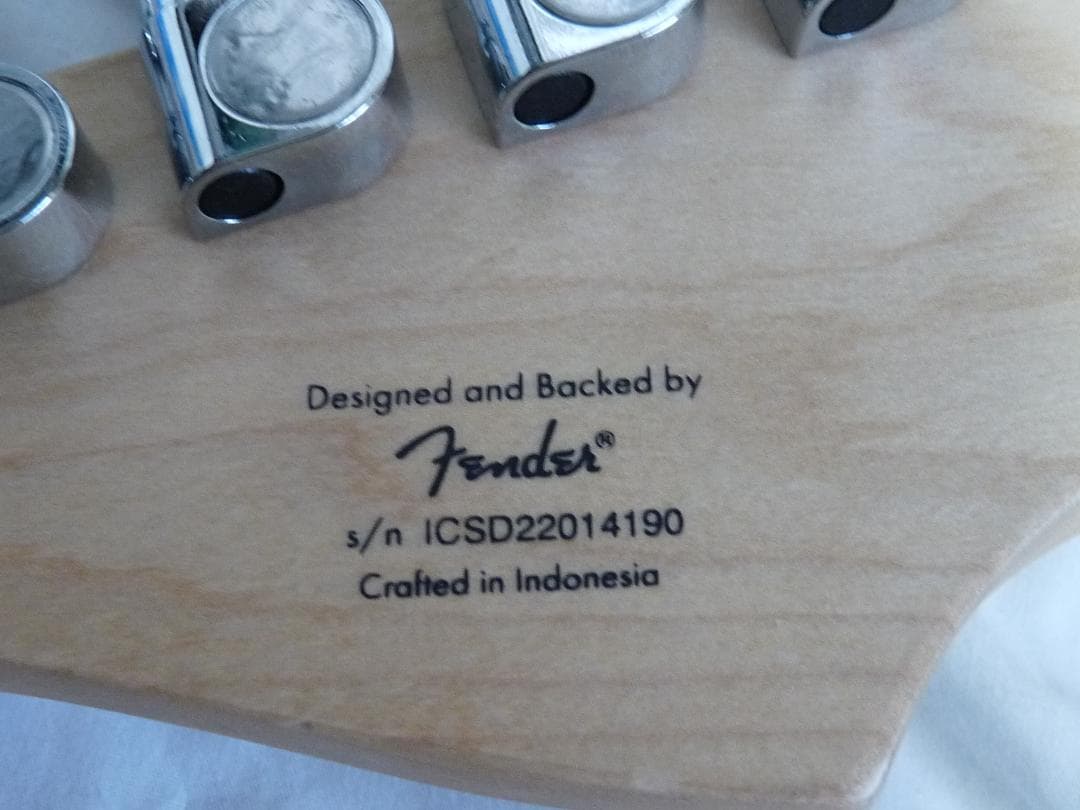 Designed and Backed by
Fender®
s/n ICSD22014190
Crafted in Indonesia